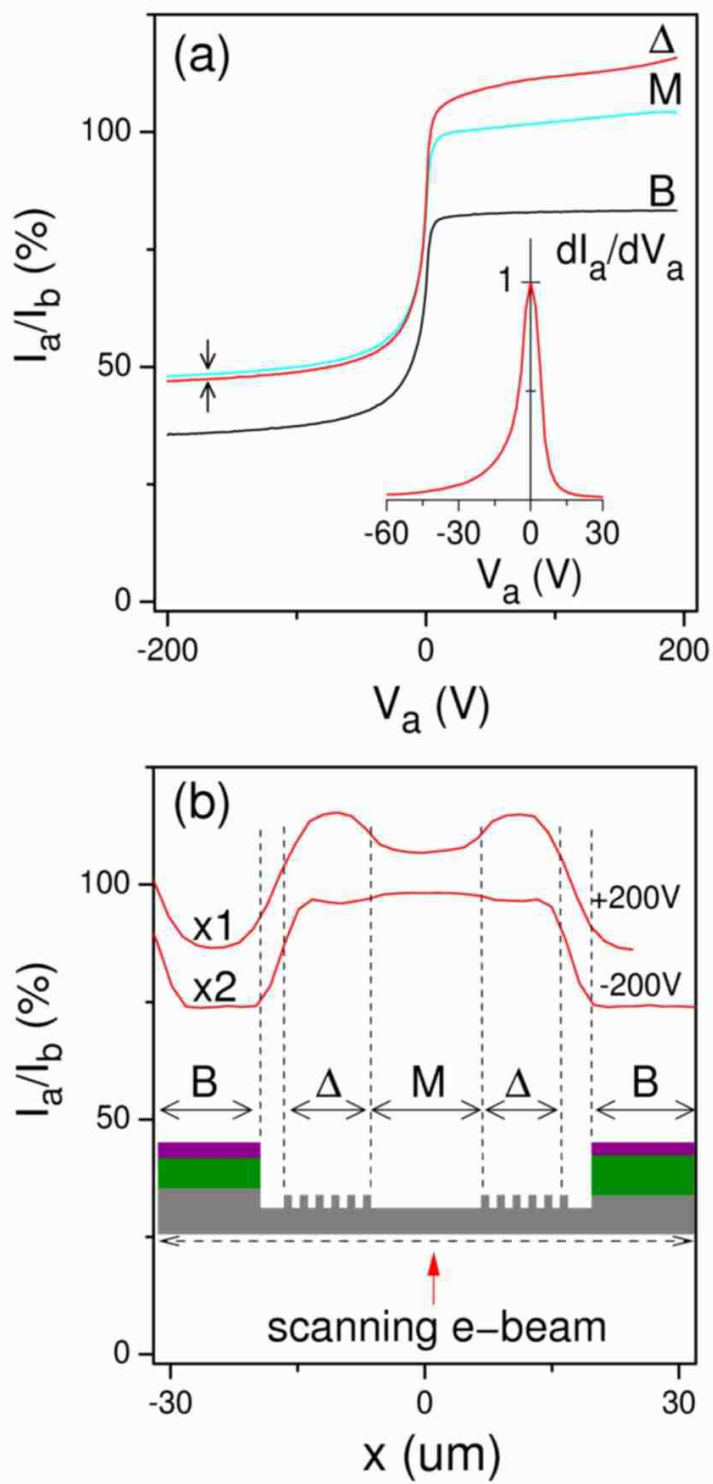 (a)
Δ
M
B
I_a/I_b (%)
100
50
0
-200
0
200
V_a (V)
dI_a/dV_a
1
-60
-30
0
30
V_a (V)
(b)
I_a/I_b (%)
100
50
0
x1
+200V
x2
-200V
B
Δ
M
Δ
B
scanning e−beam
-30
0
30
x (um)